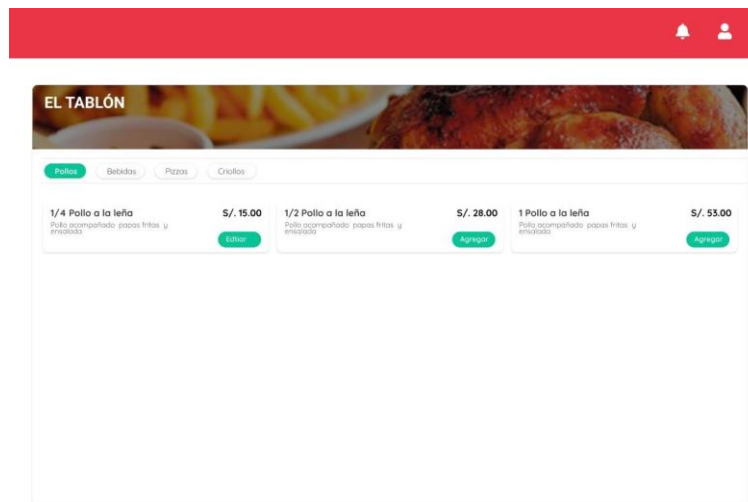 EL TABLÓN
Pollos Bebidas Pizzas Criollos
1/4 Pollo a la leña S/. 15.00
Pollo acompañado papas fritas y
ensalada
Editar
1/2 Pollo a la leña S/. 28.00
Pollo acompañado papas fritas y
ensalada
Agregar
1 Pollo a la leña S/. 53.00
Pollo acompañado papas fritas y
ensalada
Agregar